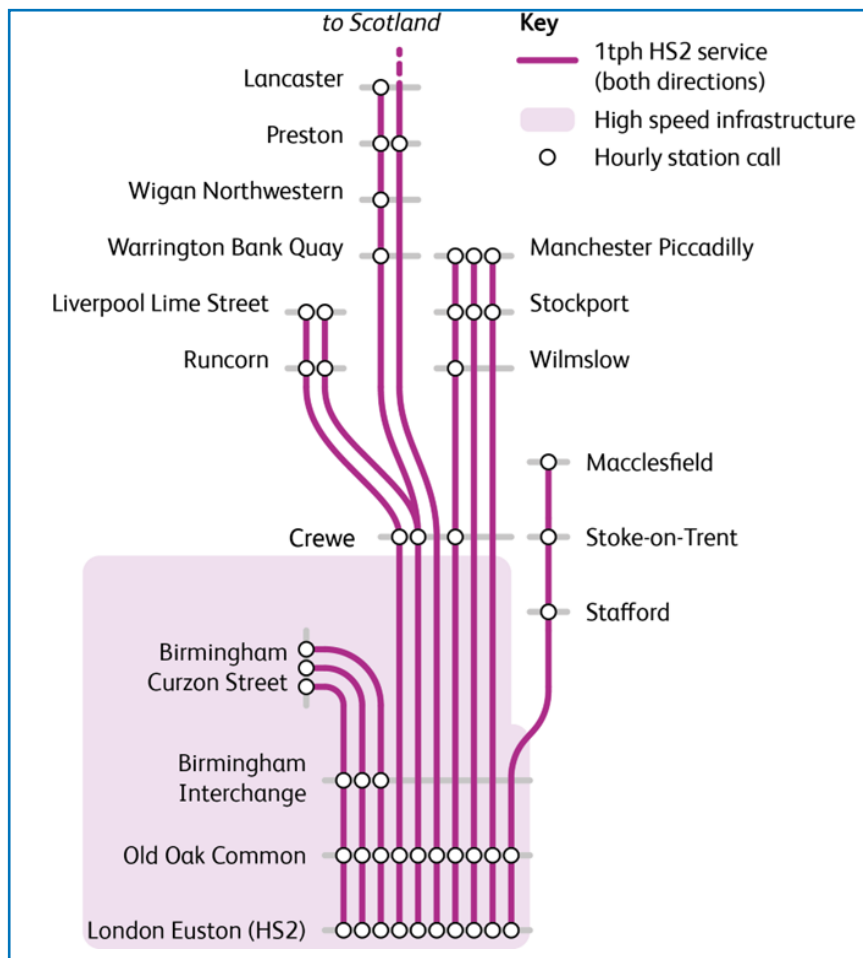 to Scotland
Key
1tph HS2 service
(both directions)
High speed infrastructure
Hourly station call
Lancaster
Preston
Wigan Northwestern
Warrington Bank Quay
Manchester Piccadilly
Liverpool Lime Street
Stockport
Runcorn
Wilmslow
Macclesfield
Crewe
Stoke-on-Trent
Stafford
Birmingham
Curzon Street
Birmingham
Interchange
Old Oak Common
London Euston (HS2)